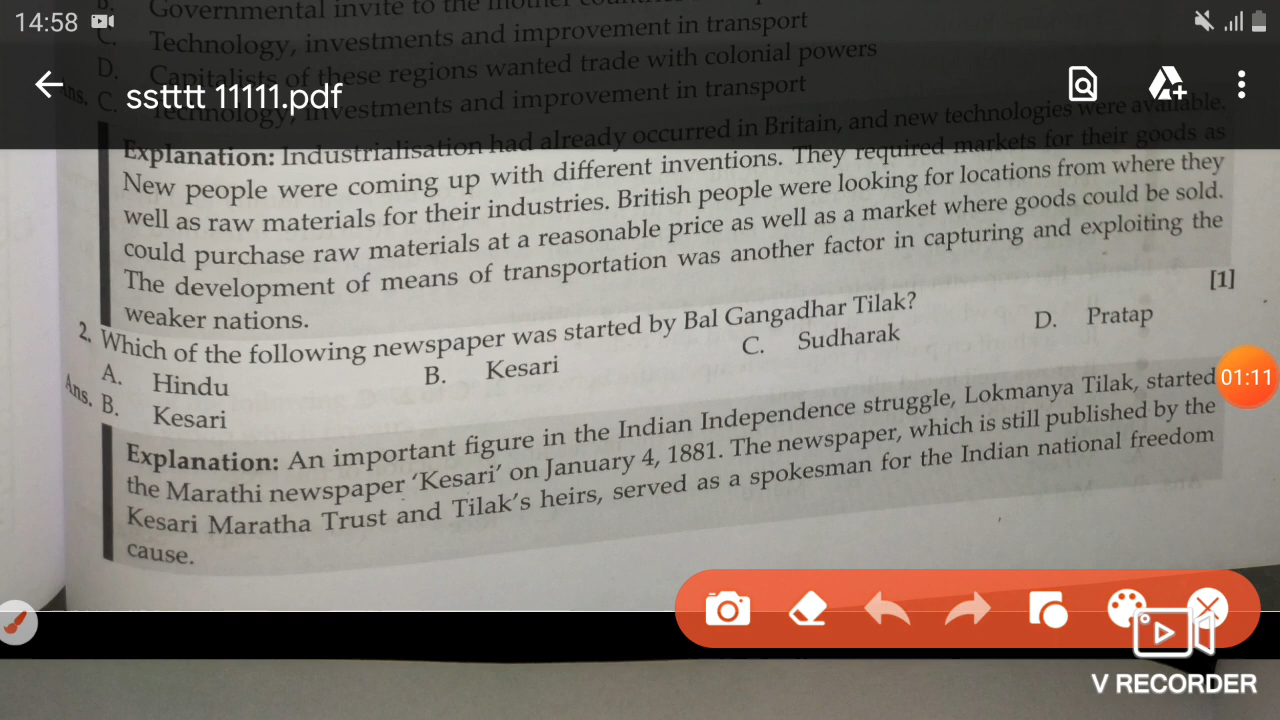 14:58
B. Governmental invite to the mother
C. Technology, investments and improvement in transport
D. Capitalists of these regions wanted trade with colonial powers
Ans. C. Technology, investments and improvement in transport
sstttt 11111.pdf
Explanation: Industrialisation had already occurred in Britain, and new technologies were available.
New people were coming up with different inventions. They required markets for their goods as
well as raw materials for their industries. British people were looking for locations from where they
could purchase raw materials at a reasonable price as well as a market where goods could be sold.
The development of means of transportation was another factor in capturing and exploiting the
weaker nations.
2. Which of the following newspaper was started by Bal Gangadhar Tilak? [1]
A. Hindu B. Kesari C. Sudharak D. Pratap
Ans. B. Kesari
Explanation: An important figure in the Indian Independence struggle, Lokmanya Tilak, started
the Marathi newspaper ‘Kesari’ on January 4, 1881. The newspaper, which is still published by the
Kesari Maratha Trust and Tilak’s heirs, served as a spokesman for the Indian national freedom
cause.
01:11
V RECORDER